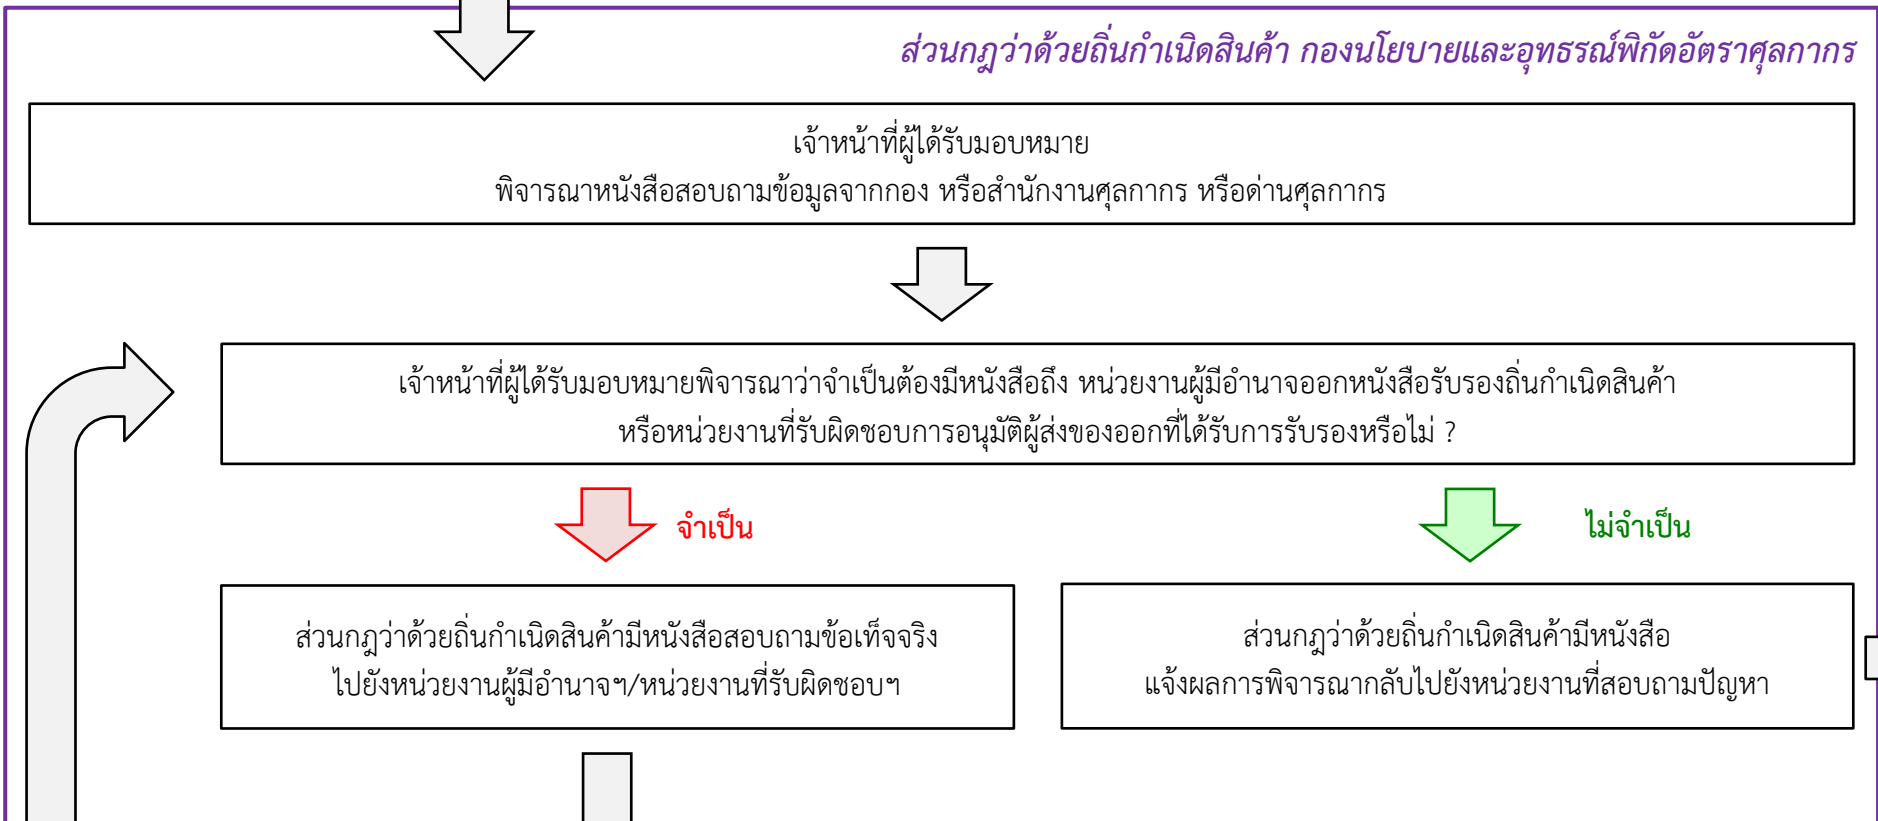 ส่วนกฎว่าด้วยถิ่นกำเนิดสินค้า กองนโยบายและอุทธรณ์พิกัดอัตราศุลกากร
เจ้าหน้าที่ผู้ได้รับมอบหมาย
พิจารณาหนังสือสอบถามข้อมูลจากกอง หรือสำนักงานศุลกากร หรือด่านศุลกากร
เจ้าหน้าที่ผู้ได้รับมอบหมายพิจารณาว่าจำเป็นต้องมีหนังสือถึง หน่วยงานผู้มีอำนาจออกหนังสือรับรองถิ่นกำเนิดสินค้า
หรือหน่วยงานที่รับผิดชอบการอนุมัติผู้ส่งของออกที่ได้รับการรับรองหรือไม่ ?
จำเป็น
ไม่จำเป็น
ส่วนกฎว่าด้วยถิ่นกำเนิดสินค้ามีหนังสือสอบถามข้อเท็จจริง
ไปยังหน่วยงานผู้มีอำนาจฯ/หน่วยงานที่รับผิดชอบฯ
ส่วนกฎว่าด้วยถิ่นกำเนิดสินค้ามีหนังสือ
แจ้งผลการพิจารณากลับไปยังหน่วยงานที่สอบถามปัญหา